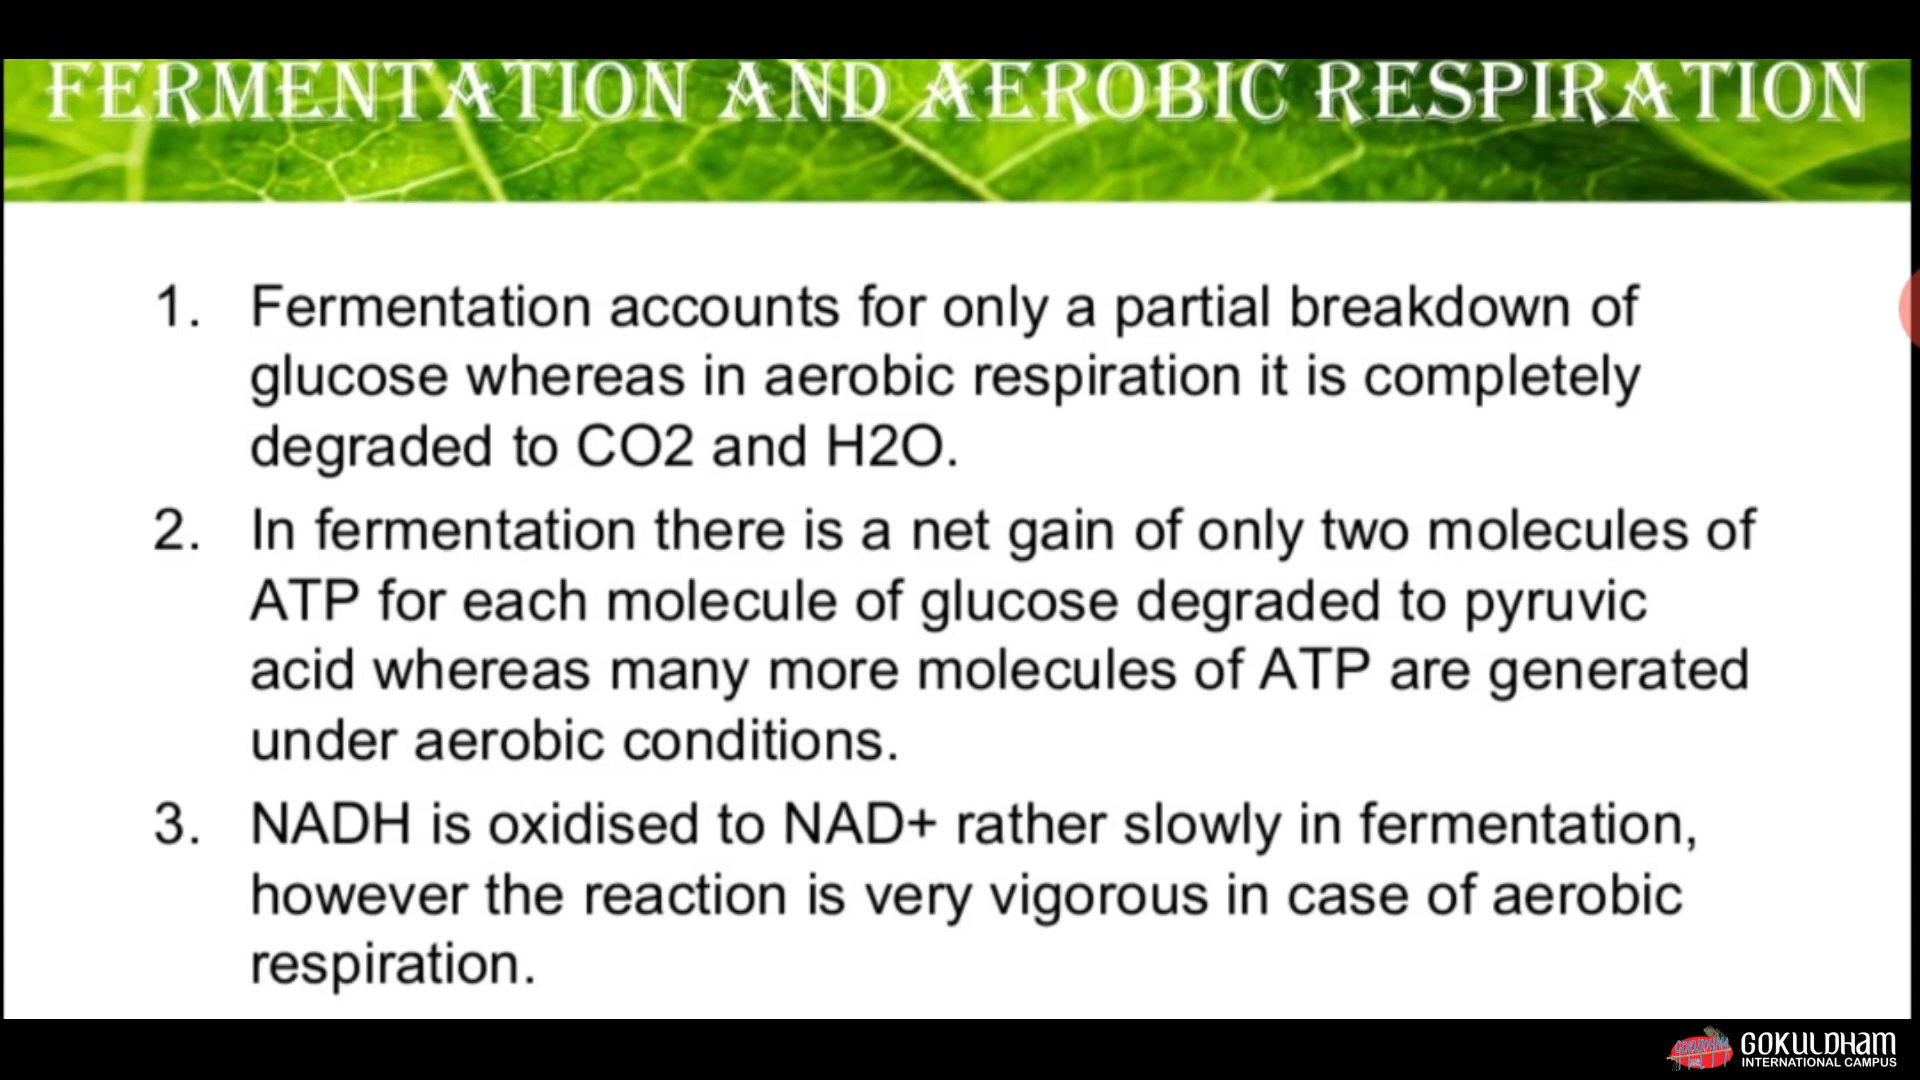 FERMENTATION AND AEROBIC RESPIRATION
1. Fermentation accounts for only a partial breakdown of
glucose whereas in aerobic respiration it is completely
degraded to CO2 and H2O.
2. In fermentation there is a net gain of only two molecules of
ATP for each molecule of glucose degraded to pyruvic
acid whereas many more molecules of ATP are generated
under aerobic conditions.
3. NADH is oxidised to NAD+ rather slowly in fermentation,
however the reaction is very vigorous in case of aerobic
respiration.
GOKULDHAM
INTERNATIONAL CAMPUS